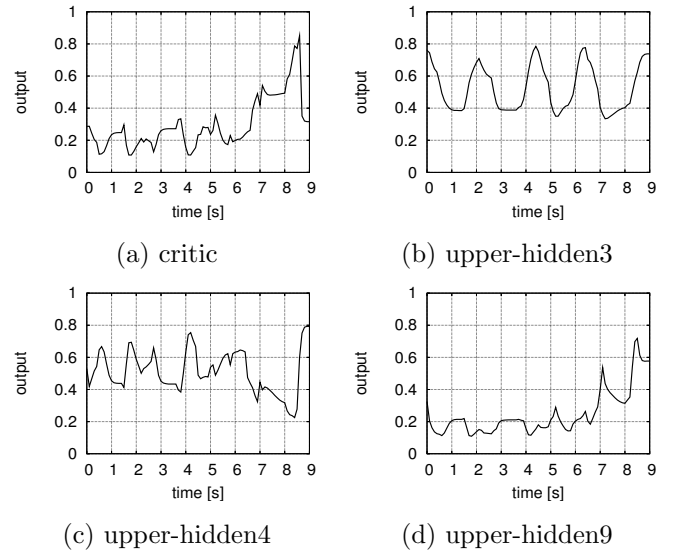 1
0.8
0.6
0.4
0.2
0
output
0 1 2 3 4 5 6 7 8 9
time [s]
(a) critic
1
0.8
0.6
0.4
0.2
0
output
0 1 2 3 4 5 6 7 8 9
time [s]
(b) upper-hidden3
1
0.8
0.6
0.4
0.2
0
output
0 1 2 3 4 5 6 7 8 9
time [s]
(c) upper-hidden4
1
0.8
0.6
0.4
0.2
0
output
0 1 2 3 4 5 6 7 8 9
time [s]
(d) upper-hidden9